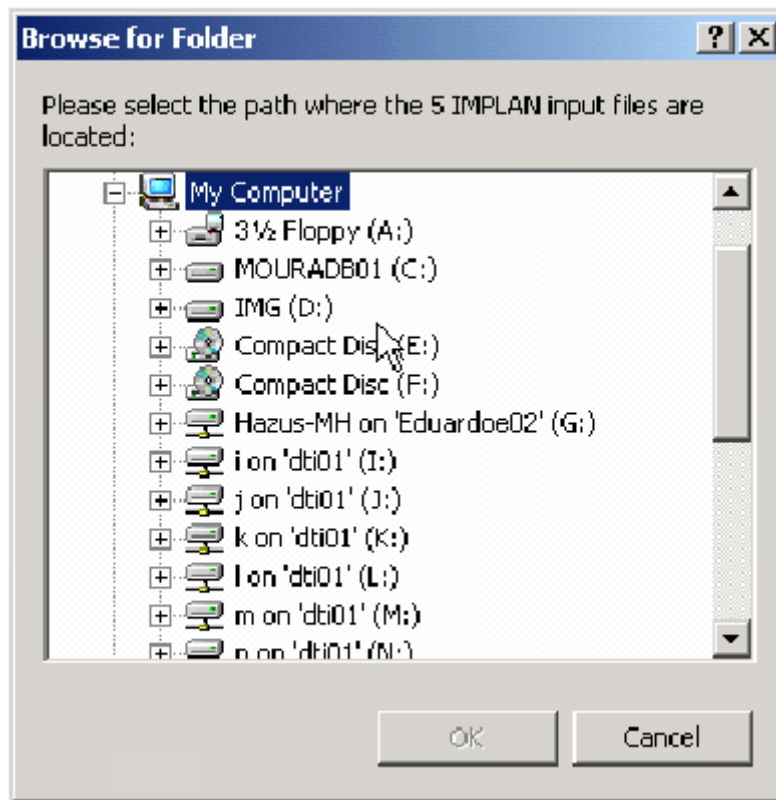 Browse for Folder
Please select the path where the 5 IMPLAN input files are
located:
My Computer
3½ Floppy (A:)
MOURADB01 (C:)
IMG (D:)
Compact Disc (E:)
Compact Disc (F:)
Hazus-MH on 'Eduardoe02' (G:)
i on 'dti01' (I:)
j on 'dti01' (J:)
k on 'dti01' (K:)
l on 'dti01' (L:)
m on 'dti01' (M:)
n on 'dti01' (N:)
OK
Cancel